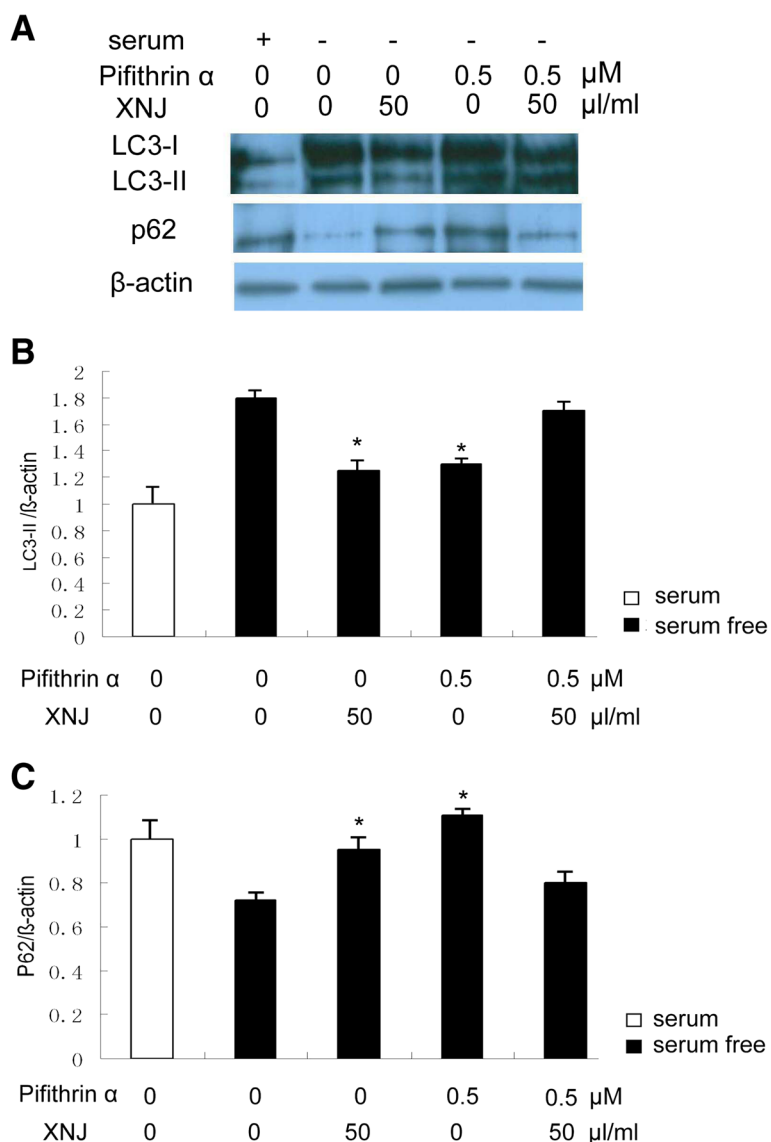 A
serum + - - - -
Pifithrin α 0 0 0 0.5 0.5 μM
XNJ 0 0 50 0 50 μl/ml
LC3-I
LC3-II
p62
β-actin
B
LC3-II /ß-actin
2
1.8
1.6
1.4
1.2
1
0.8
0.6
0.4
0.2
0
* *
serum
serum free
Pifithrin α 0 0 0 0.5 0.5 μM
XNJ 0 0 50 0 50 μl/ml
C
P62/ß-actin
1.2
1
0.8
0.6
0.4
0.2
0
* *
serum
serum free
Pifithrin α 0 0 0 0.5 0.5 μM
XNJ 0 0 50 0 50 μl/ml